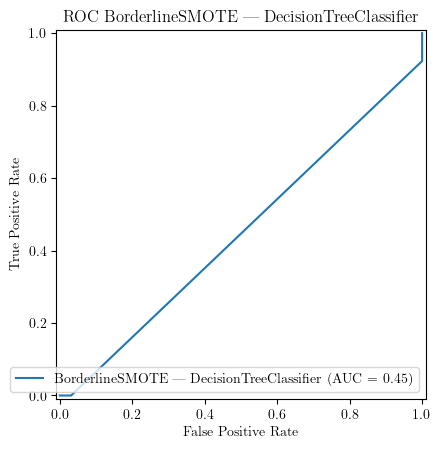 ROC BorderlineSMOTE — DecisionTreeClassifier
1.0
0.8
0.6
0.4
0.2
0.0
True Positive Rate
BorderlineSMOTE — DecisionTreeClassifier (AUC = 0.45)
0.0 0.2 0.4 0.6 0.8 1.0
False Positive Rate